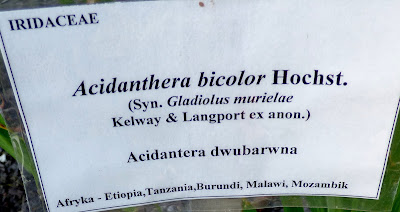 IRIDACEAE
Acidanthera bicolor Hochst.
(Syn. Gladiolus murielae
Kelway & Langport ex anon.)
Acidantera dwubarwna
Afryka - Etiopia,Tanzania,Burundi, Malawi, Mozambik